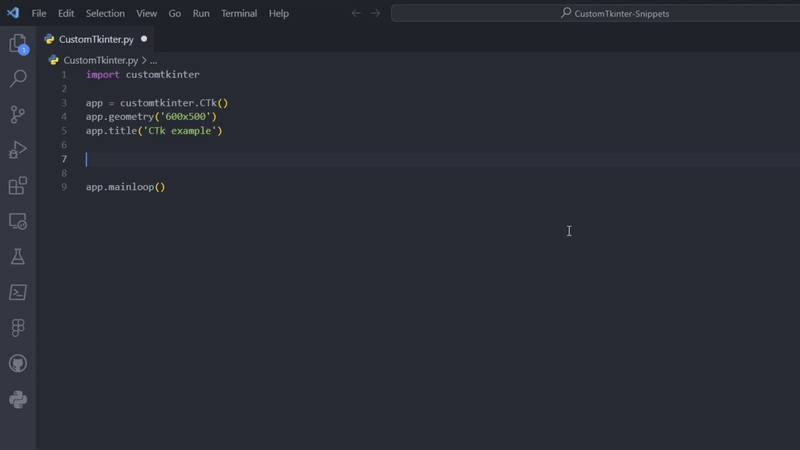 File Edit Selection View Go Run Terminal Help
CustomTkinter-Snippets
CustomTkinter.py
1
CustomTkinter.py > ...
1 import customtkinter
2
3 app = customtkinter.CTk()
4 app.geometry('600x500')
5 app.title('CTk example')
6
7
8
9 app.mainloop()